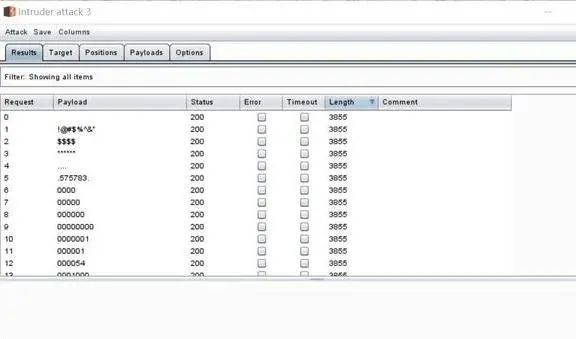 Intruder attack 3
Attack Save Columns
Results Target Positions Payloads Options
Filter: Showing all items
Request Payload Status Error Timeout Length Comment
0 200 3855
1 !@#$%^&* 200 3855
2 $$$$ 200 3855
3 ****** 200 3855
4 .... 200 3855
5 .575783. 200 3855
6 0000 200 3855
7 00000 200 3855
8 000000 200 3855
9 00000000 200 3855
10 0000001 200 3855
11 000001 200 3855
12 000054 200 3855
13 0001000 200 3855